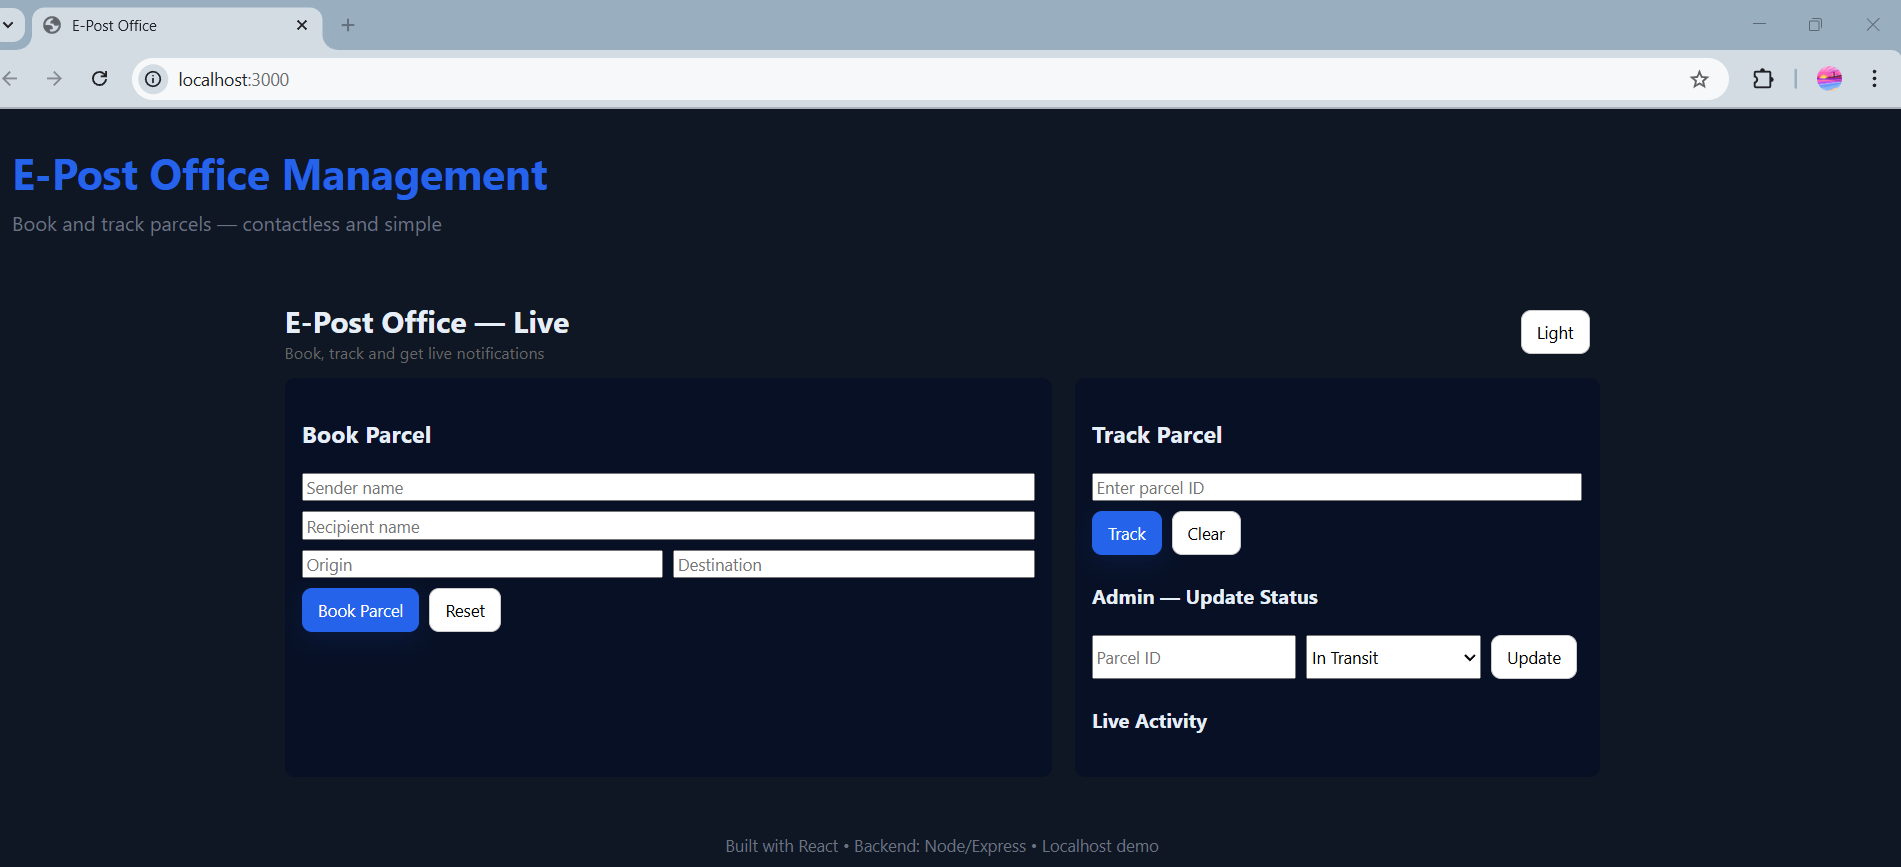 E-Post Office
localhost:3000
E-Post Office Management
Book and track parcels — contactless and simple
E-Post Office — Live
Book, track and get live notifications
Light
Book Parcel
Sender name
Recipient name
Origin Destination
Book Parcel Reset
Track Parcel
Enter parcel ID
Track Clear
Admin — Update Status
Parcel ID In Transit Update
Live Activity
Built with React • Backend: Node/Express • Localhost demo